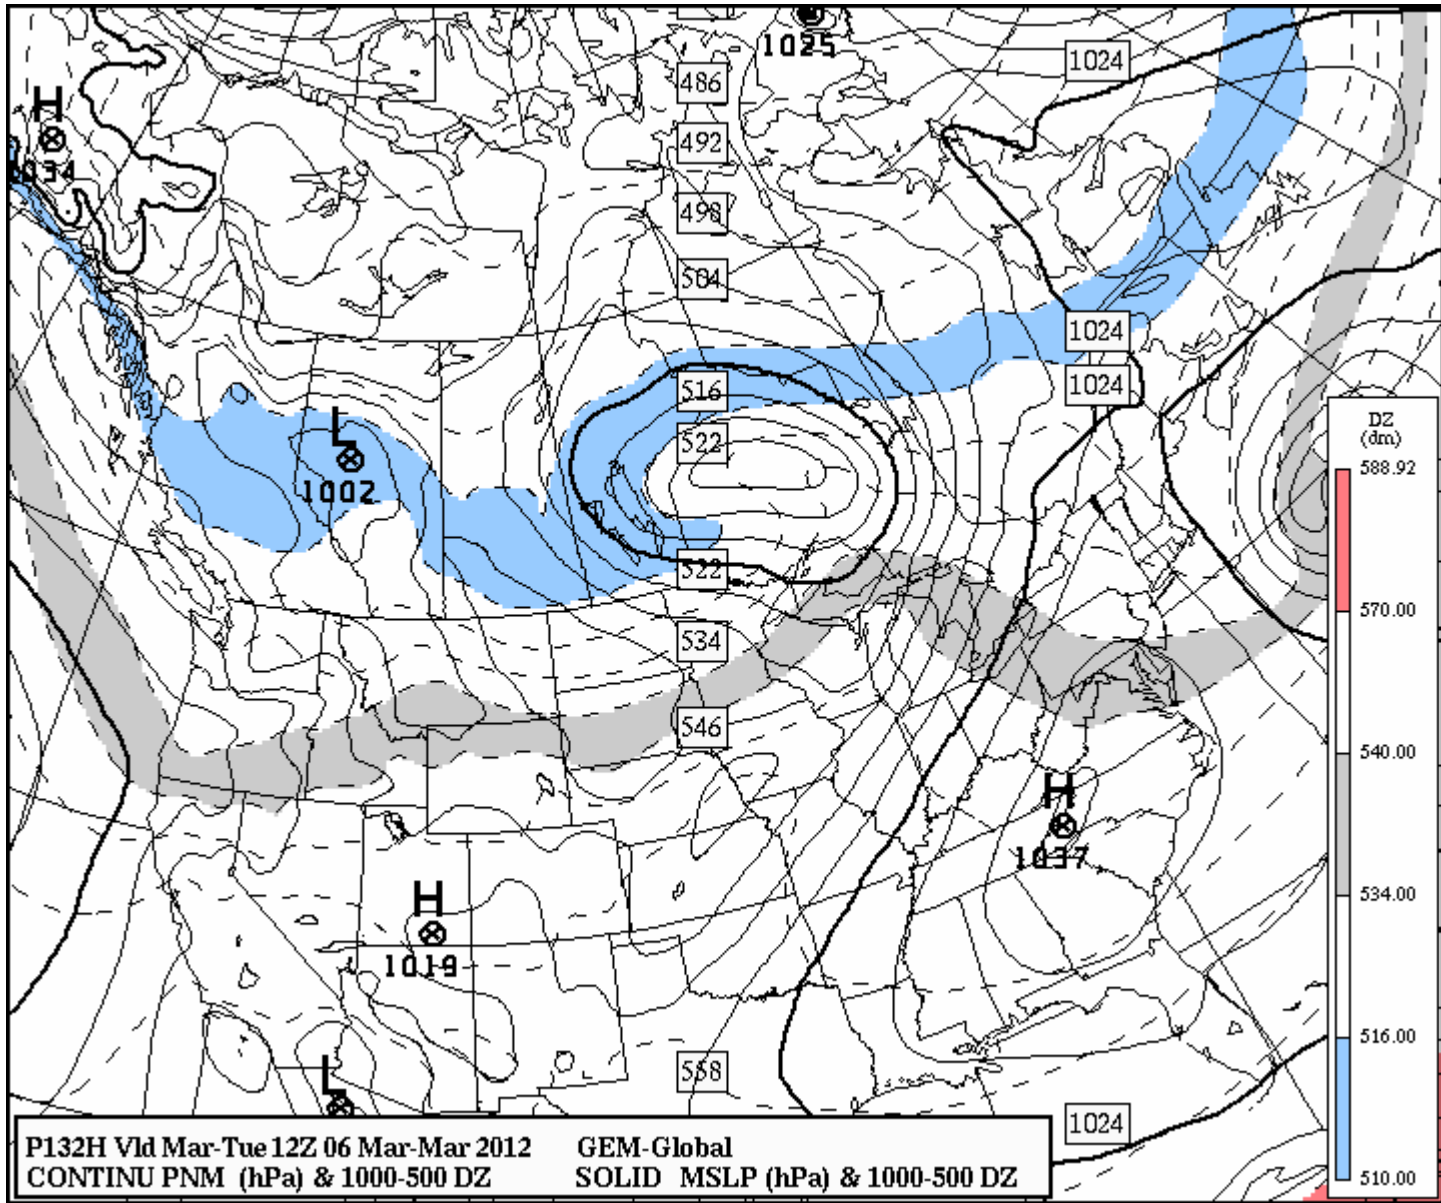 1025
1024
486
H
492
1034
498
504
1024
516
1024
L
522
1002
DZ
(dm)
588.92
522
570.00
534
546
540.00
H
1037
534.00
H
1019
516.00
L
558
1024
510.00
P132H Vld Mar-Tue 12Z 06 Mar-Mar 2012 GEM-Global
CONTINU PNM (hPa) & 1000-500 DZ SOLID MSLP (hPa) & 1000-500 DZ